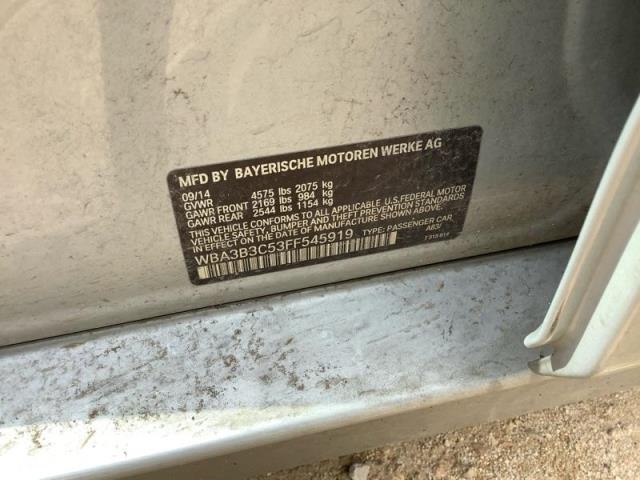 MFD BY BAYERISCHE MOTOREN WERKE AG
09/14
GVWR 4575 lbs 2075 kg
GAWR FRONT 2169 lbs 984 kg
GAWR REAR 2544 lbs 1154 kg
THIS VEHICLE CONFORMS TO ALL APPLICABLE U.S.FEDERAL MOTOR
VEHICLE SAFETY, BUMPER AND THEFT PREVENTION STANDARDS
IN EFFECT ON THE DATE OF MANUFACTURE SHOWN ABOVE.
WBA3B3C53FF545919 TYPE: PASSENGER CAR
A83/